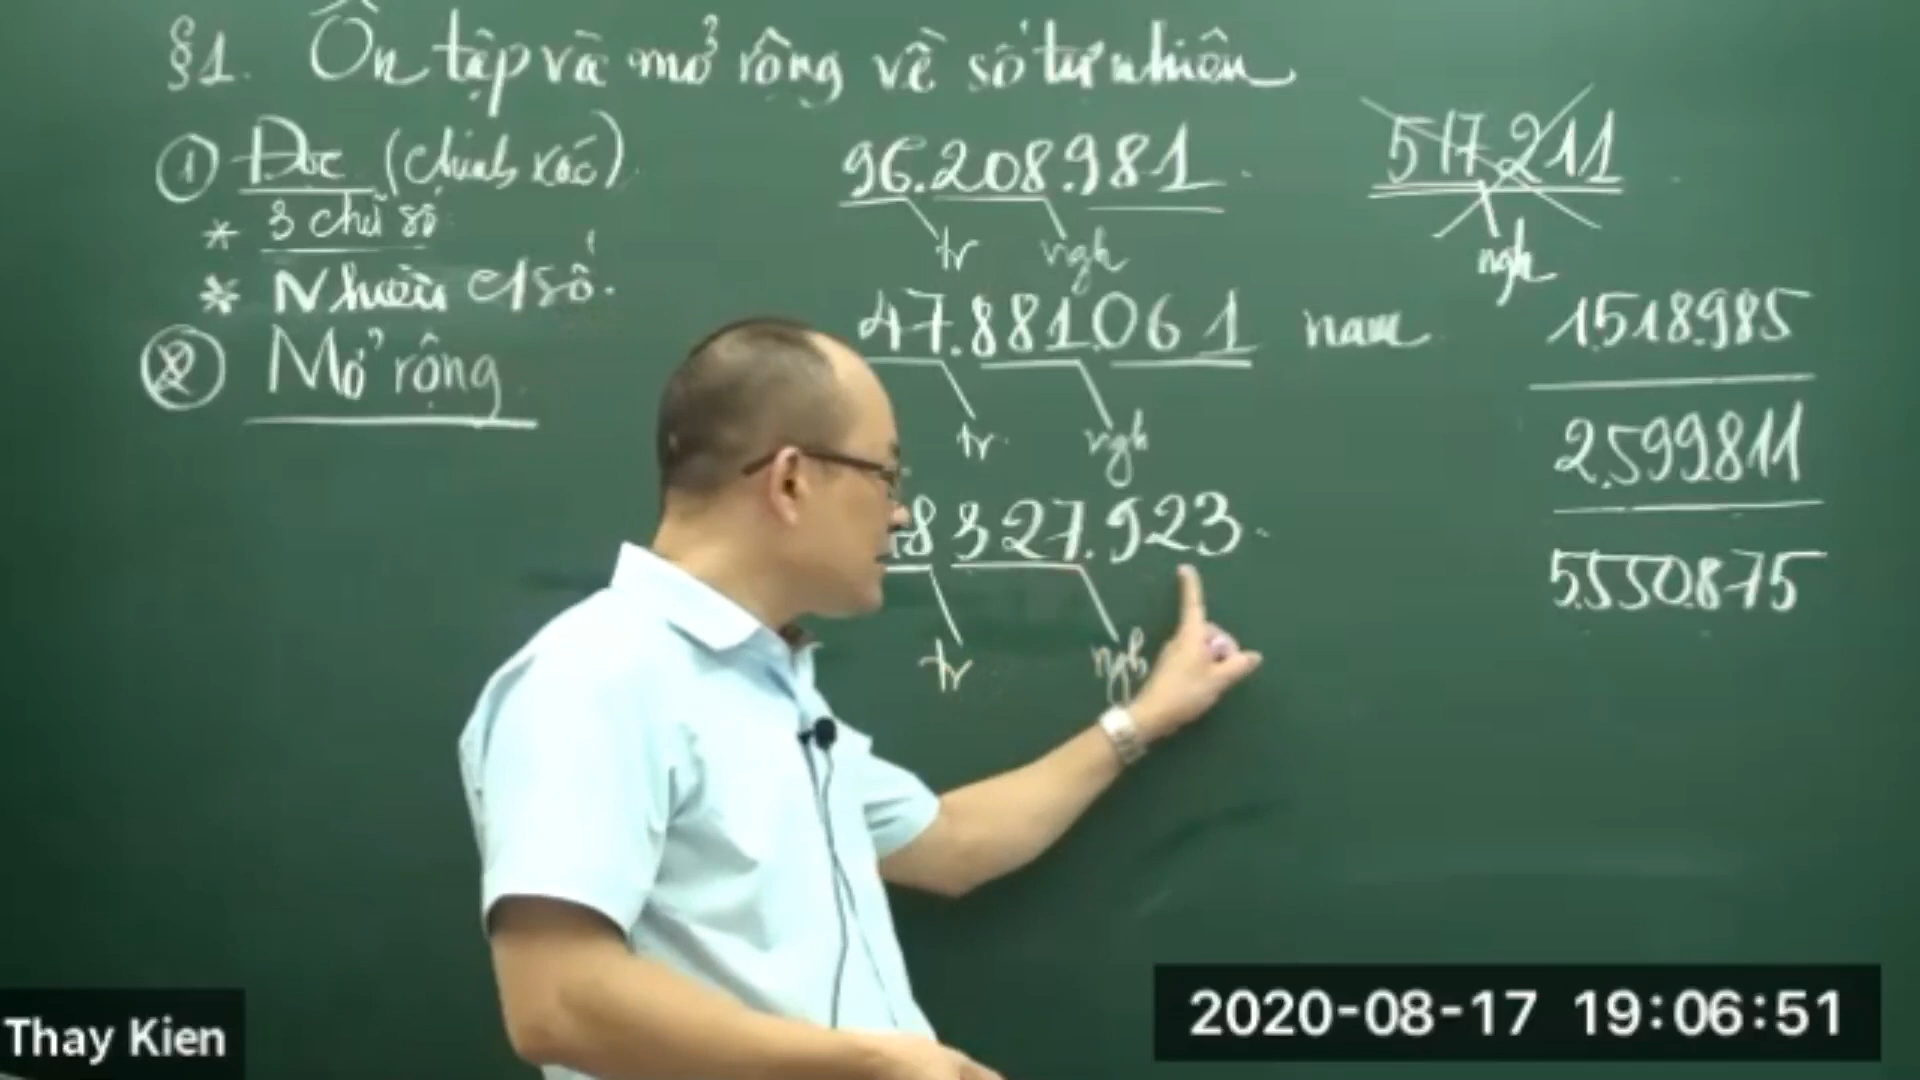 §1. Ôn tập và mở rộng về số tự nhiên
① Đọc (chính xác)
* 3 chữ số
* Nhiều c/số.
② Mở rộng
96.208.981
tr ngh
47.881.061 nam
tr ngh
8 327.923
tr ngh
517.211
ngh
1.518.985
2.599.811
5.550.875
Thay Kien
2020-08-17 19:06:51